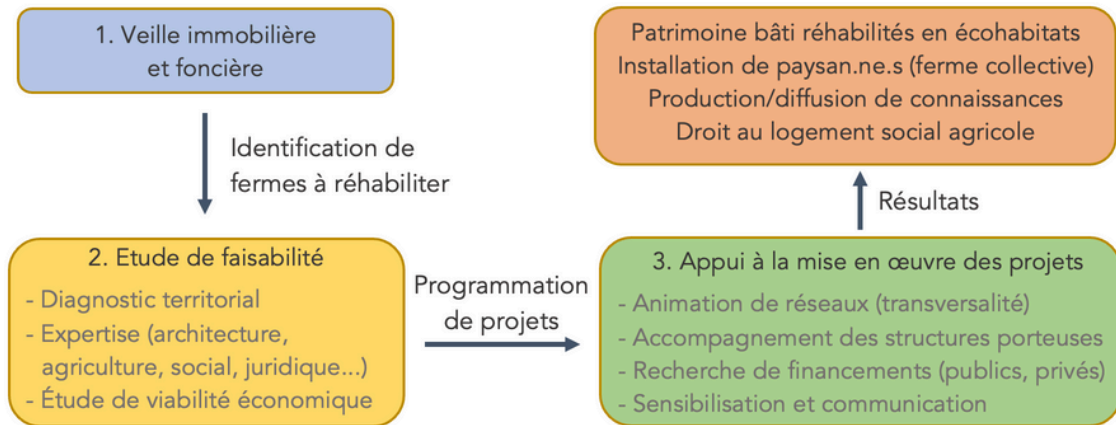 1. Veille immobilière
et foncière
Identification de
fermes à réhabiliter
2. Etude de faisabilité
- Diagnostic territorial
- Expertise (architecture,
agriculture, social, juridique...)
- Étude de viabilité économique
Programmation
de projets
3. Appui à la mise en œuvre des projets
- Animation de réseaux (transversalité)
- Accompagnement des structures porteuses
- Recherche de financements (publics, privés)
- Sensibilisation et communication
Résultats
Patrimoine bâti réhabilités en écohabitats
Installation de paysan.ne.s (ferme collective)
Production/diffusion de connaissances
Droit au logement social agricole